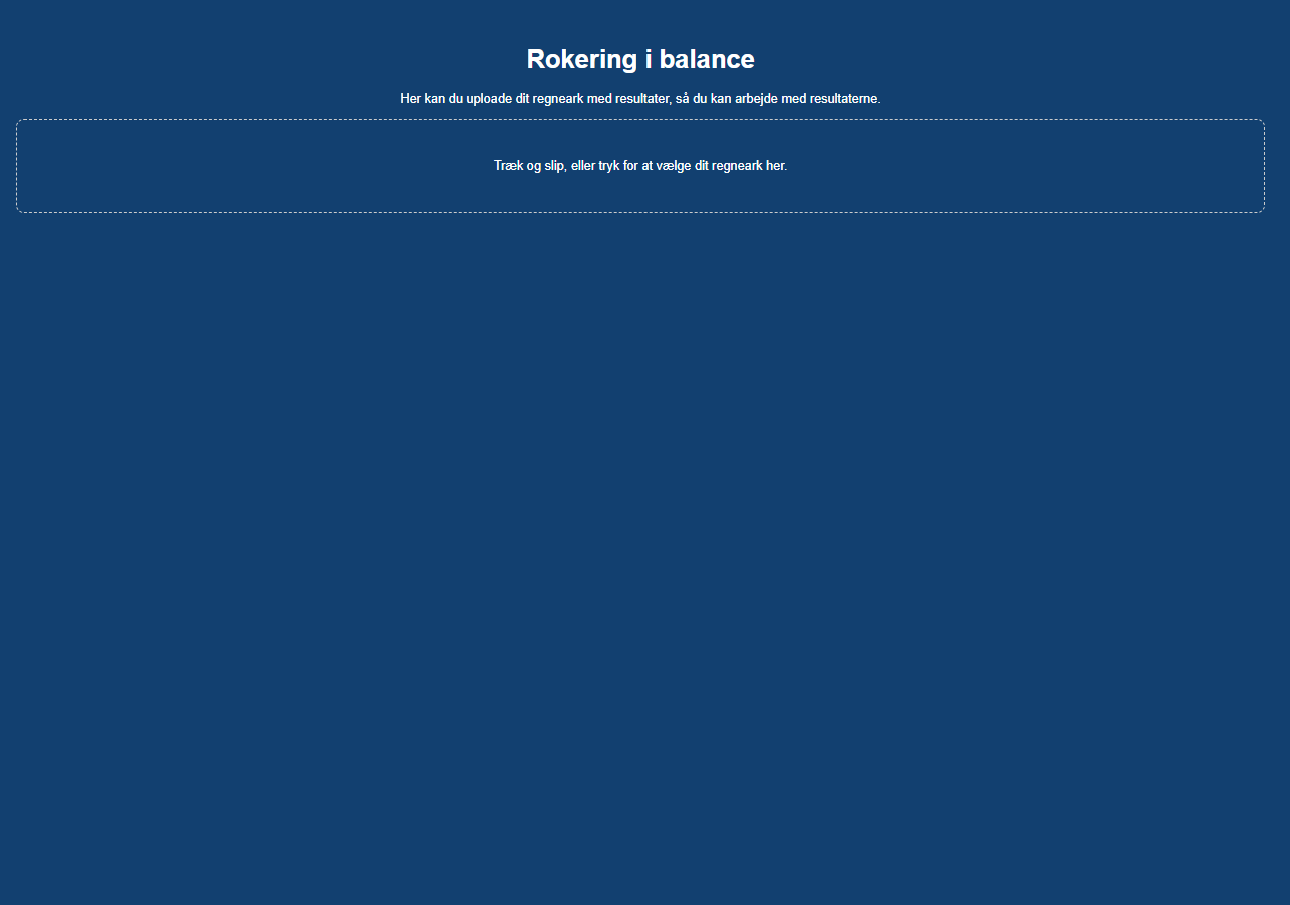 Rokering i balance
Her kan du uploade dit regneark med resultater, så du kan arbejde med resultaterne.
Træk og slip, eller tryk for at vælge dit regneark her.